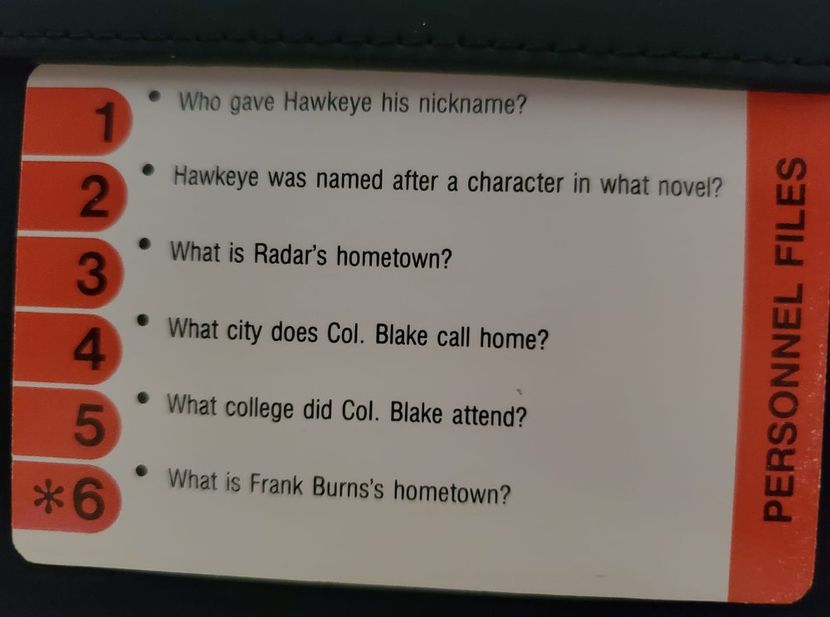 1 • Who gave Hawkeye his nickname?
2 • Hawkeye was named after a character in what novel?
3 • What is Radar's hometown?
4 • What city does Col. Blake call home?
5 • What college did Col. Blake attend?
*6 • What is Frank Burns's hometown?
PERSONNEL FILES